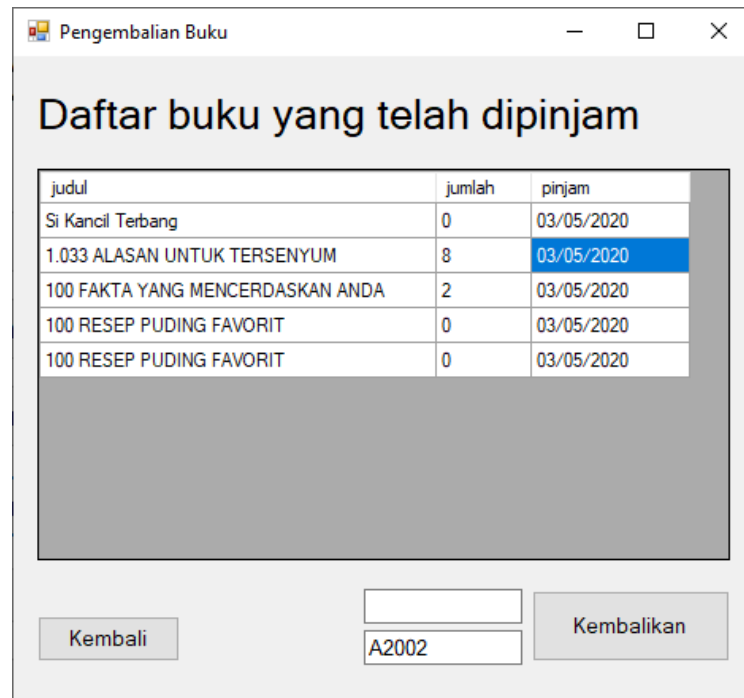 Pengembalian Buku
Daftar buku yang telah dipinjam
judul jumlah pinjam
Si Kancil Terbang 0 03/05/2020
1.033 ALASAN UNTUK TERSENYUM 8 03/05/2020
100 FAKTA YANG MENCERDASKAN ANDA 2 03/05/2020
100 RESEP PUDING FAVORIT 0 03/05/2020
100 RESEP PUDING FAVORIT 0 03/05/2020
Kembali
A2002
Kembalikan